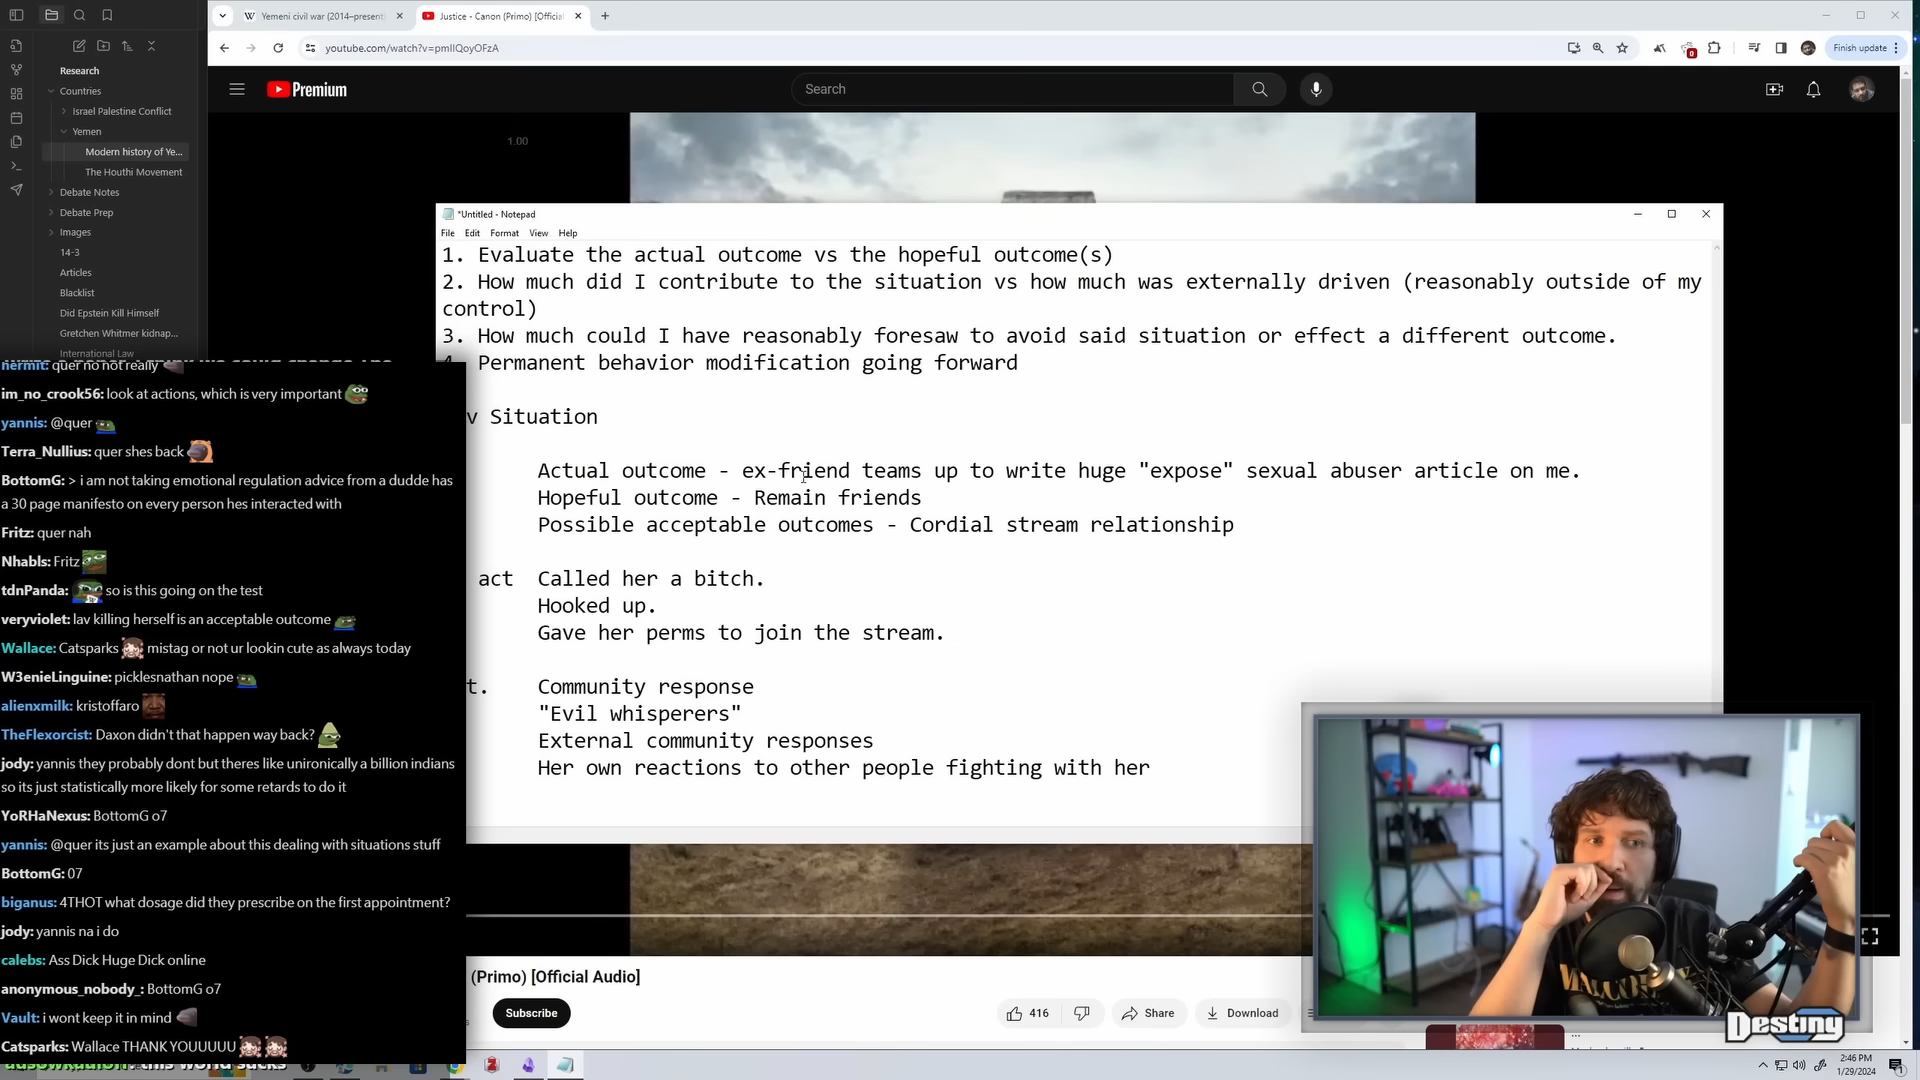 Yemeni civil war (2014–present
Justice - Canon (Primo) [Official
youtube.com/watch?v=pmIlQoyOFzA
Finish update
Premium
Search
1.00
Research
Countries
Israel Palestine Conflict
Yemen
Modern history of Ye...
The Houthi Movement
Debate Notes
Debate Prep
Images
14-3
Articles
Blacklist
Did Epstein Kill Himself
Gretchen Whitmer kidnap...
International Law
*Untitled - Notepad
File Edit Format View Help
1. Evaluate the actual outcome vs the hopeful outcome(s)
2. How much did I contribute to the situation vs how much was externally driven (reasonably outside of my
control)
3. How much could I have reasonably foresaw to avoid said situation or effect a different outcome.
Permanent behavior modification going forward
v Situation
Actual outcome - ex-friend teams up to write huge "expose" sexual abuser article on me.
Hopeful outcome - Remain friends
Possible acceptable outcomes - Cordial stream relationship
act Called her a bitch.
Hooked up.
Gave her perms to join the stream.
t. Community response
"Evil whisperers"
External community responses
Her own reactions to other people fighting with her
hermit: quer no not really
im_no_crook56: look at actions, which is very important
yannis: @quer
Terra_Nullius: quer shes back
BottomG: > i am not taking emotional regulation advice from a dudde has
a 30 page manifesto on every person hes interacted with
Fritz: quer nah
Nhabls: Fritz
tdnPanda: so is this going on the test
veryviolet: lav killing herself is an acceptable outcome
Wallace: Catsparks mistag or not ur lookin cute as always today
W3enieLinguine: picklesnathan nope
alienxmilk: kristoffaro
TheFlexorcist: Daxon didn't that happen way back?
jody: yannis they probably dont but theres like unironically a billion indians
so its just statistically more likely for some retards to do it
YoRHaNexus: BottomG o7
yannis: @quer its just an example about this dealing with situations stuff
BottomG: 07
biganus: 4THOT what dosage did they prescribe on the first appointment?
jody: yannis na i do
calebs: Ass Dick Huge Dick online
anonymous_nobody_: BottomG o7
Vault: i wont keep it in mind
Catsparks: Wallace THANK YOUUUUU
this world sucks
(Primo) [Official Audio]
Subscribe
416
Share
Download
Destiny
2:46 PM
1/29/2024